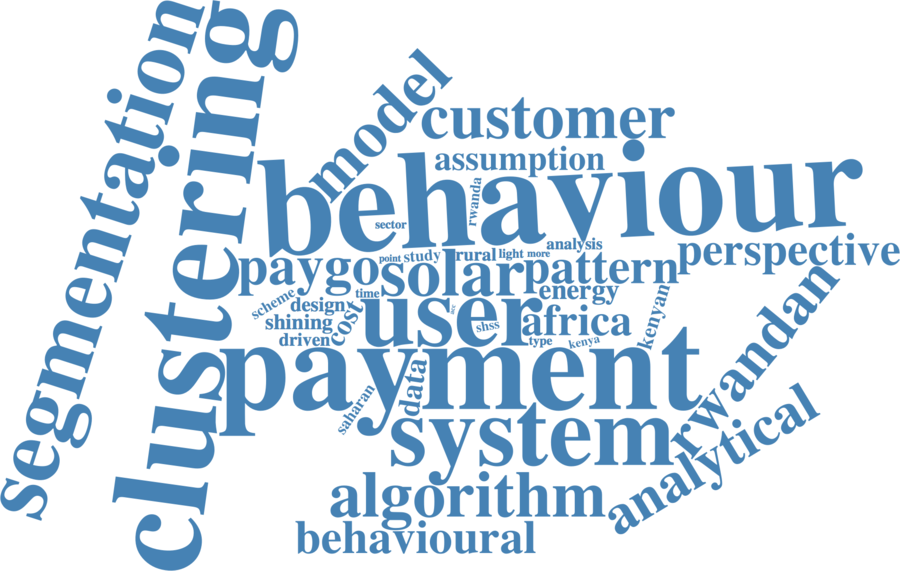 segmentation
clustering
bmodel
customer
assumption
behaviour
rwanda
sector
analysis
perspective
point
study
rural
light
more
paygo
solar
pattern
energy
kenyan
scheme
time
design
cost
shining
user
shss
africa
driven
type
kenya
payment
rwandan
saharan
data
system
analytical
algorithm
behavioural